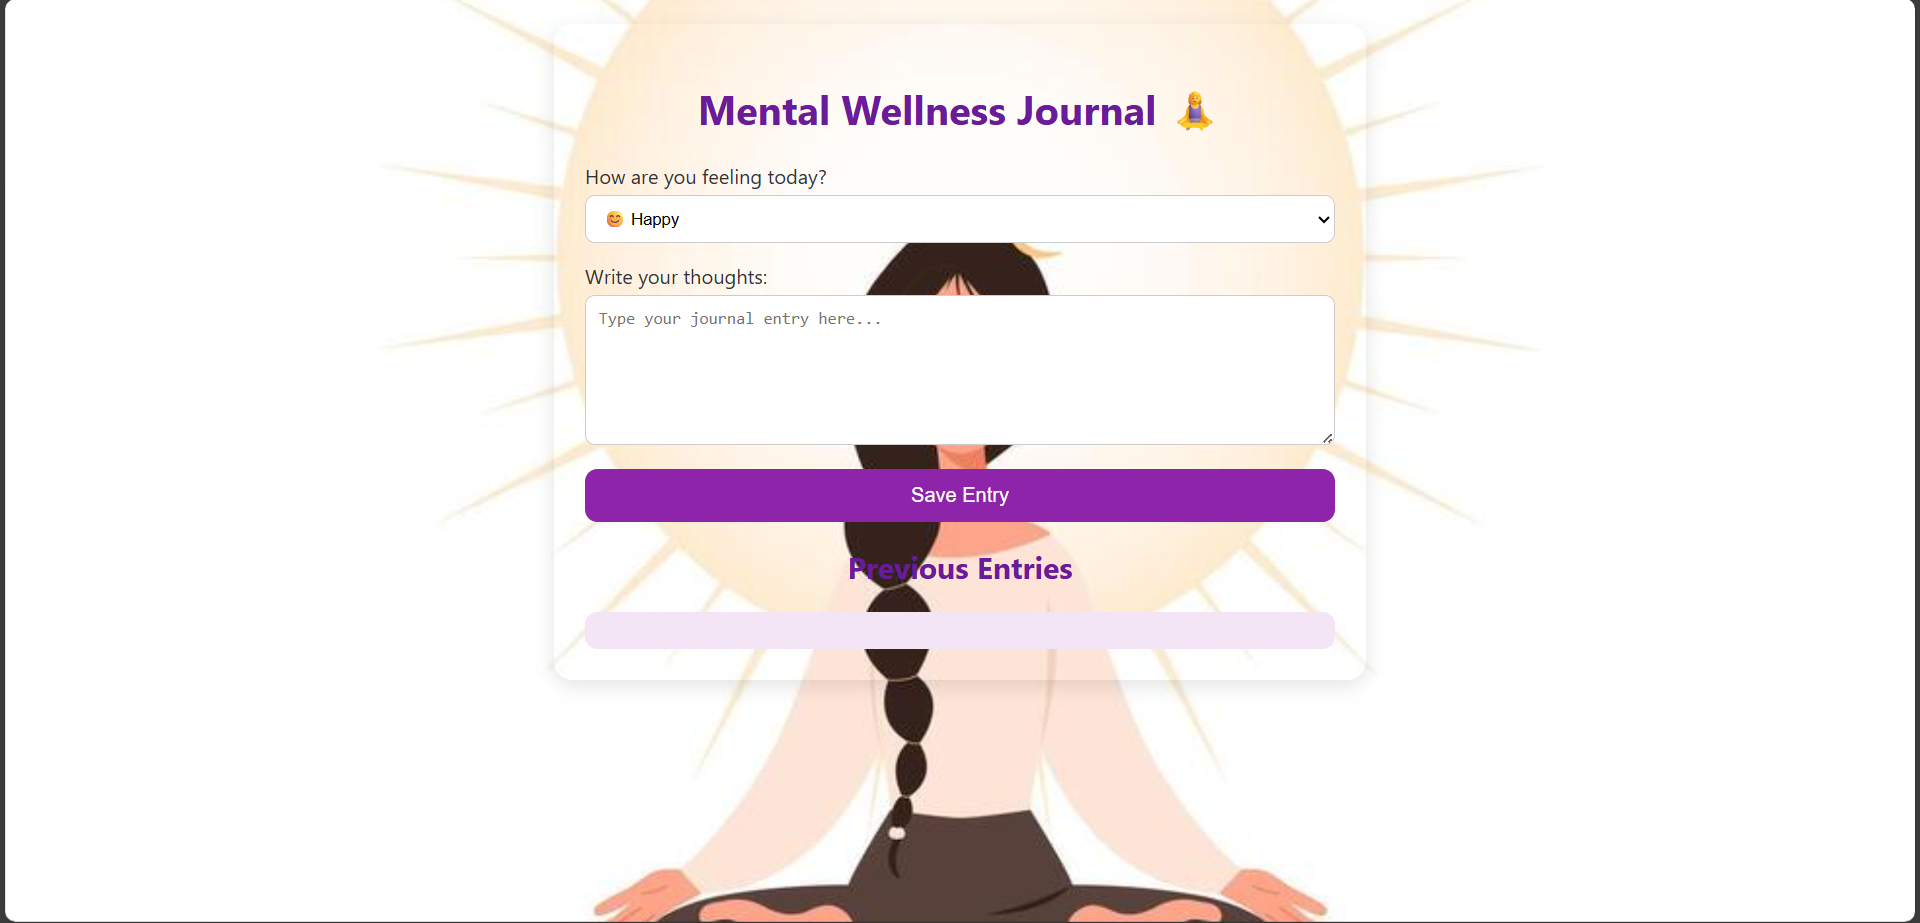 Mental Wellness Journal 🧘‍♀️
How are you feeling today?
😊 Happy
Write your thoughts:
Type your journal entry here...
Save Entry
Previous Entries